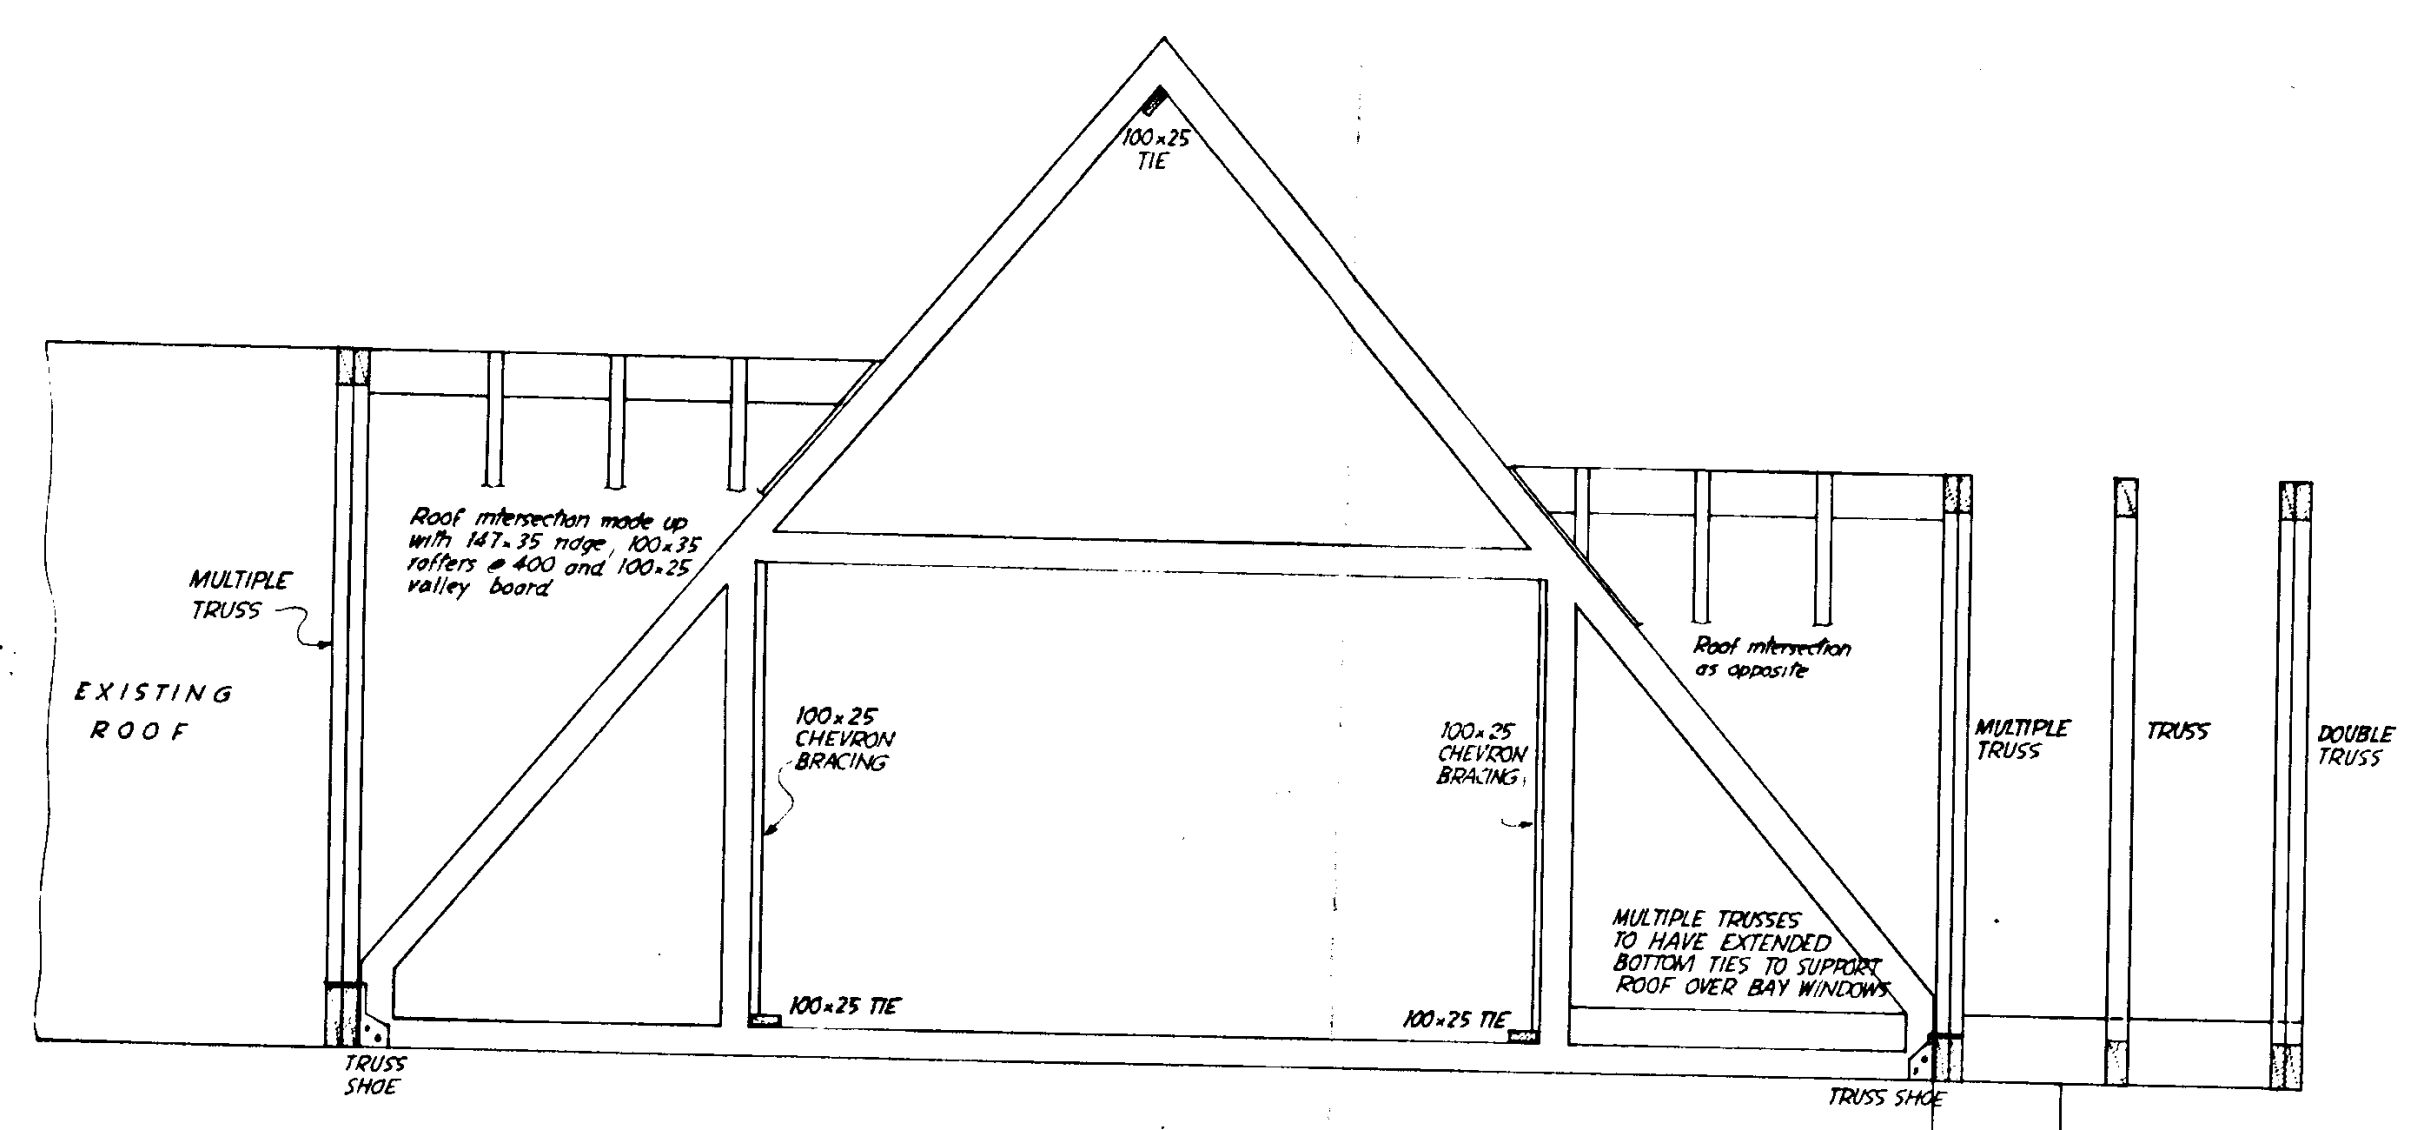 100×25
TIE
Roof intersection made up
with 147×35 ridge, 100×35
rafters @ 400 and 100×25
valley board
MULTIPLE
TRUSS
EXISTING
ROOF
100×25
CHEVRON
BRACING
100×25
CHEVRON
BRACING
Roof intersection
as opposite
MULTIPLE
TRUSS
TRUSS
DOUBLE
TRUSS
MULTIPLE TRUSSES
TO HAVE EXTENDED
BOTTOM TIES TO SUPPORT
ROOF OVER BAY WINDOWS
100×25 TIE
100×25 TIE
TRUSS
SHOE
TRUSS SHOE